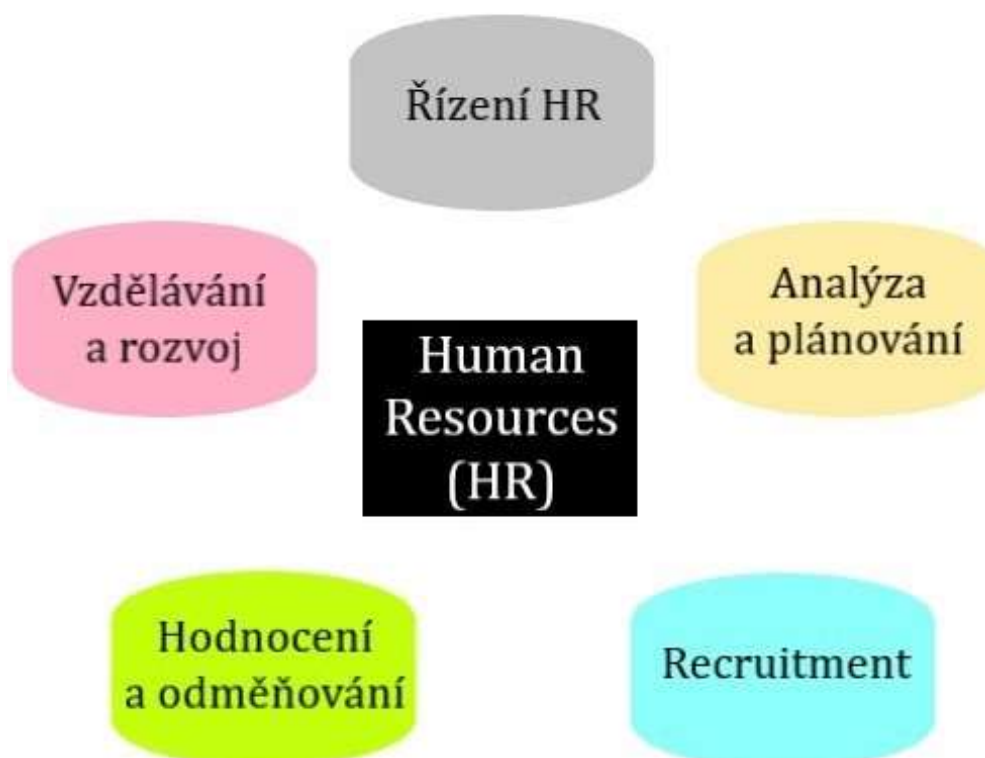 Řízení HR
Vzdělávání
a rozvoj
Analýza
a plánování
Human
Resources
(HR)
Hodnocení
a odměňování
Recruitment